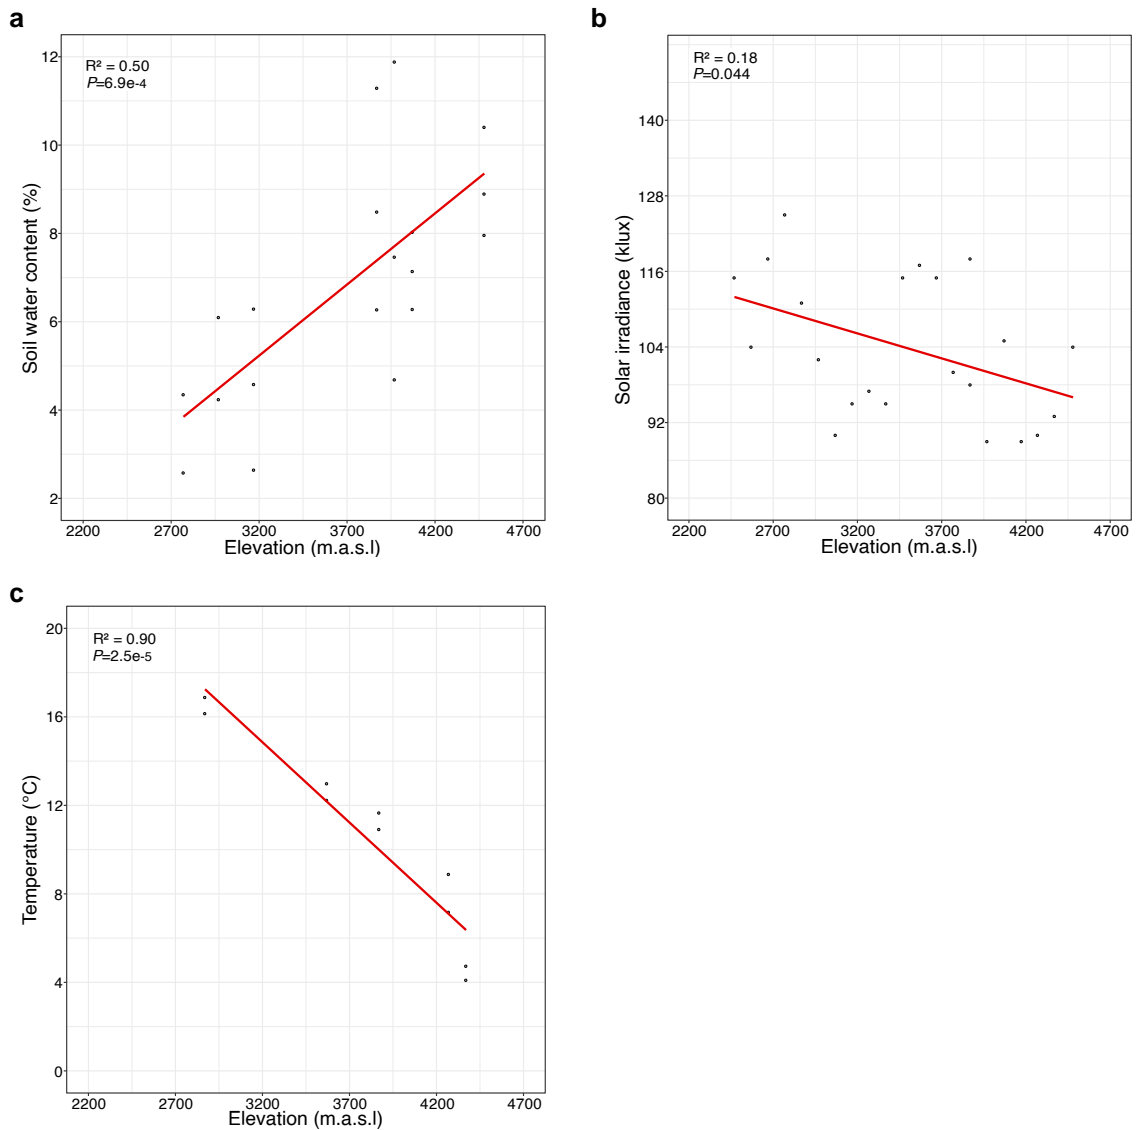 a
R² = 0.50
P=6.9e-4
Soil water content (%)
12
10
8
6
4
2
2200 2700 3200 3700 4200 4700
Elevation (m.a.s.l)
b
R² = 0.18
P=0.044
Solar irradiance (klux)
140
128
116
104
92
80
2200 2700 3200 3700 4200 4700
Elevation (m.a.s.l)
c
R² = 0.90
P=2.5e-5
Temperature (°C)
20
16
12
8
4
0
2200 2700 3200 3700 4200 4700
Elevation (m.a.s.l)